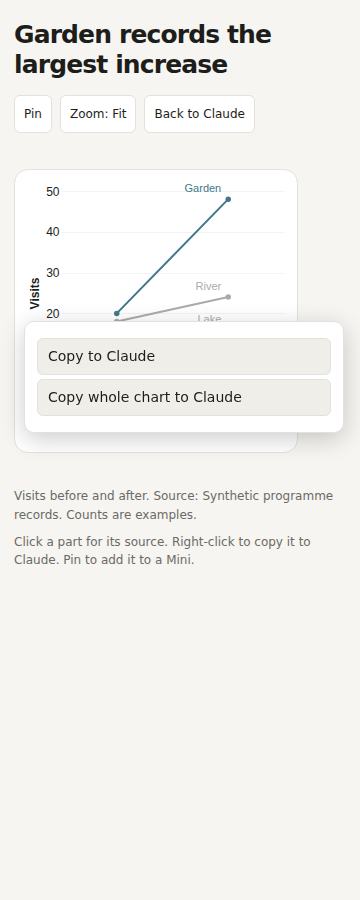 Garden records the
largest increase
Pin
Zoom: Fit
Back to Claude
50
Garden
40
30
River
Visits
20
Lake
Copy to Claude
Copy whole chart to Claude
Visits before and after. Source: Synthetic programme
records. Counts are examples.
Click a part for its source. Right-click to copy it to
Claude. Pin to add it to a Mini.